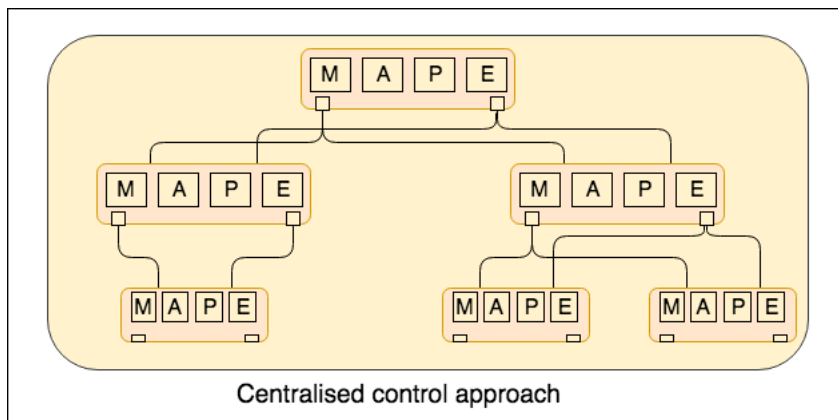 M A P E
M A P E M A P E
M A P E M A P E M A P E
Centralised control approach